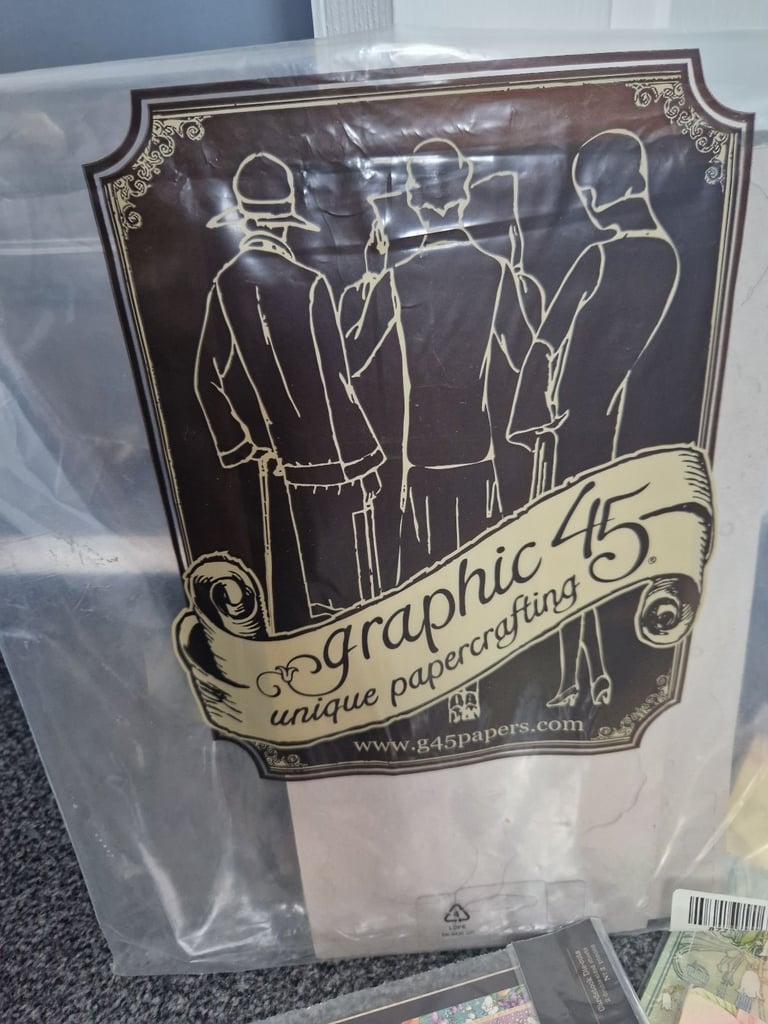 graphic 45®
unique papercrafting
www.g45papers.com
4
LDPE